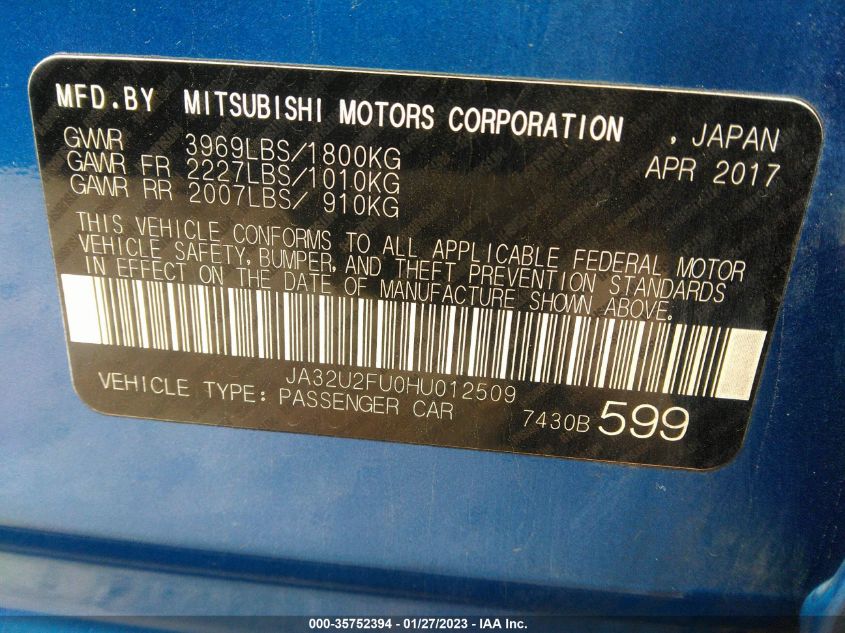 MFD.BY MITSUBISHI MOTORS CORPORATION , JAPAN
GVWR 3969LBS/1800KG APR 2017
GAWR FR 2227LBS/1010KG
GAWR RR 2007LBS/ 910KG
THIS VEHICLE CONFORMS TO ALL APPLICABLE FEDERAL MOTOR
VEHICLE SAFETY, BUMPER, AND THEFT PREVENTION STANDARDS
IN EFFECT ON THE DATE OF MANUFACTURE SHOWN ABOVE.
JA32U2FU0HU012509
VEHICLE TYPE: PASSENGER CAR 7430B 599
000-35752394 - 01/27/2023 - IAA Inc.